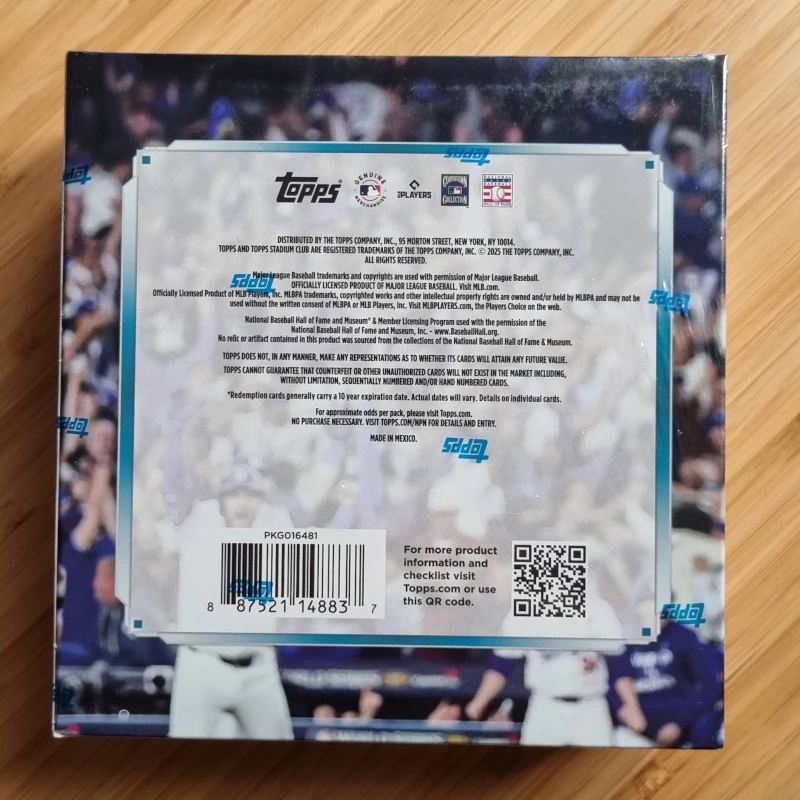 Topps
TOPPS®
GENUINE
MERCHANDISE
PLAYERS
COOPERSTOWN
COLLECTION
NATIONAL
BASEBALL
HALL OF FAME
DISTRIBUTED BY THE TOPPS COMPANY, INC., 95 MORTON STREET, NEW YORK, NY 10014.
TOPPS AND TOPPS STADIUM CLUB ARE REGISTERED TRADEMARKS OF THE TOPPS COMPANY, INC. © 2025 THE TOPPS COMPANY, INC.
ALL RIGHTS RESERVED.
Major League Baseball trademarks and copyrights are used with permission of Major League Baseball.
OFFICIALLY LICENSED PRODUCT OF MAJOR LEAGUE BASEBALL. Visit MLB.com.
Officially Licensed Product of MLB Players, Inc. MLBPA trademarks, copyrighted works and other intellectual property rights are owned and/or held by MLBPA and may not be
used without the written consent of MLBPA or MLB Players, Inc. Visit MLBPLAYERS.com, the Players Choice on the web.
National Baseball Hall of Fame and Museum® & Member Licensing Program used with the permission of the
National Baseball Hall of Fame and Museum, Inc. - www.BaseballHall.org.
No relic or artifact contained in this product was sourced from the collections of the National Baseball Hall of Fame & Museum.
TOPPS DOES NOT, IN ANY MANNER, MAKE ANY REPRESENTATIONS AS TO WHETHER ITS CARDS WILL ATTAIN ANY FUTURE VALUE.
TOPPS CANNOT GUARANTEE THAT COUNTERFEIT OR OTHER UNAUTHORIZED CARDS WILL NOT EXIST IN THE MARKET INCLUDING,
WITHOUT LIMITATION, SEQUENTIALLY NUMBERED AND/OR HAND NUMBERED CARDS.
*Redemption cards generally carry a 10 year expiration date. Actual dates will vary. Details on individual cards.
For approximate odds per pack, please visit Topps.com.
NO PURCHASE NECESSARY. VISIT TOPPS.COM/NPN FOR DETAILS AND ENTRY.
MADE IN MEXICO.
Topps
Topps
Topps
Topps
Topps
Topps
Topps
PKG016481
8 87521 14883 7
For more product
information and
checklist visit
Topps.com or use
this QR code.